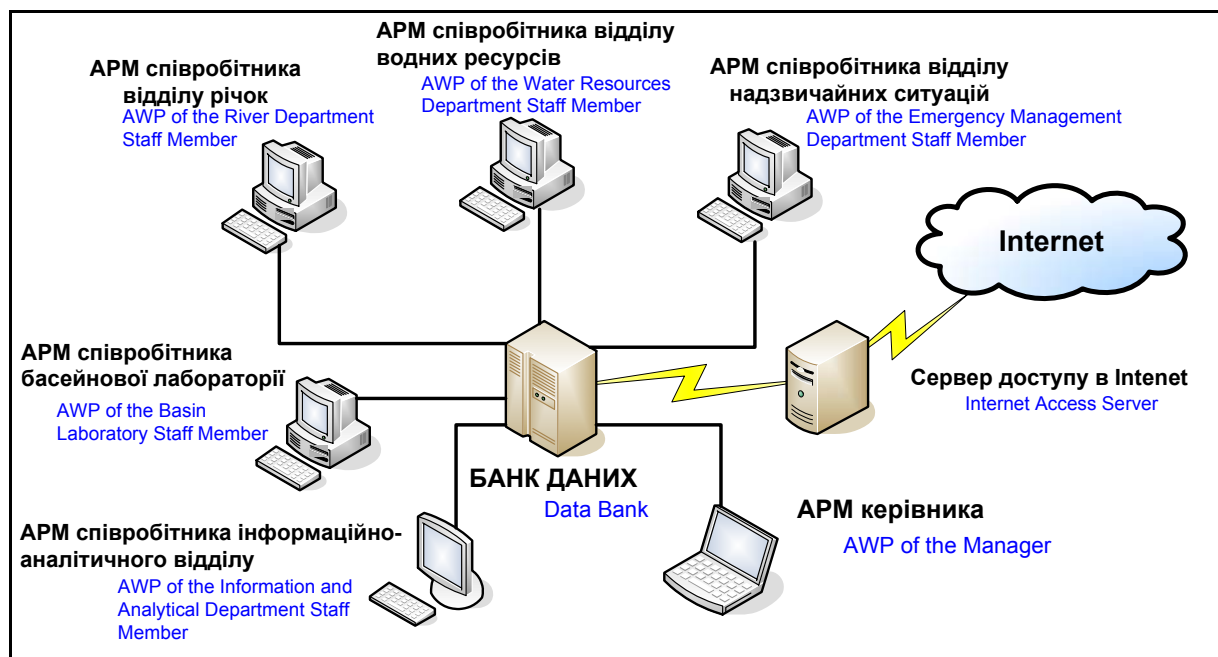 АРМ співробітника
відділу річок
AWP of the River Department
Staff Member
АРМ співробітника відділу
водних ресурсів
AWP of the Water Resources
Department Staff Member
АРМ співробітника відділу
надзвичайних ситуацій
AWP of the Emergency Management
Department Staff Member
Internet
АРМ співробітника
басейнової лабораторії
AWP of the Basin
Laboratory Staff Member
Сервер доступу в Intenet
Internet Access Server
БАНК ДАНИХ
Data Bank
АРМ керівника
AWP of the Manager
АРМ співробітника інформаційно-
аналітичного відділу
AWP of the Information and
Analytical Department Staff
Member